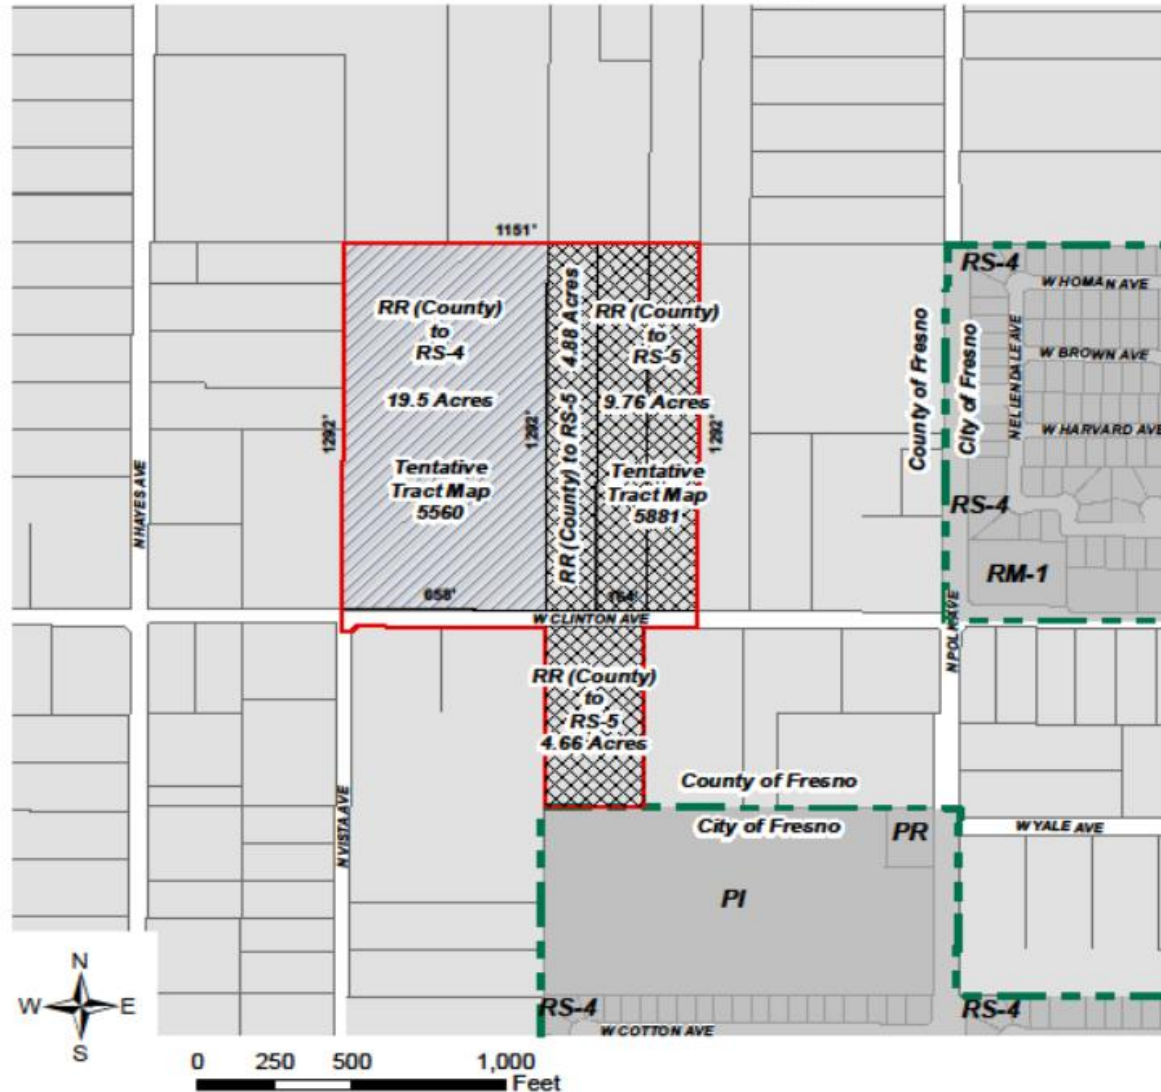 1151'
RS-4
W HOMAN AVE
RR (County)
to
RS-4
19.5 Acres
Tentative
Tract Map
5560
1292'
1292'
658'
4.88 Acres
RR (County) to RS-5
RR (County)
to
RS-5
9.76 Acres
Tentative
Tract Map
5881
1292'
164'
County of Fresno
City of Fresno
N ELLENDALE AVE
W BROWN AVE
W HARVARD AVE
RS-4
RM-1
N HAYES AVE
W CLINTON AVE
N POLK AVE
RR (County)
to
RS-5
4.66 Acres
County of Fresno
City of Fresno
PR
W YALE AVE
N VISTA AVE
PI
RS-4
W COTTON AVE
RS-4
N
W E
S
0 250 500 1,000
Feet